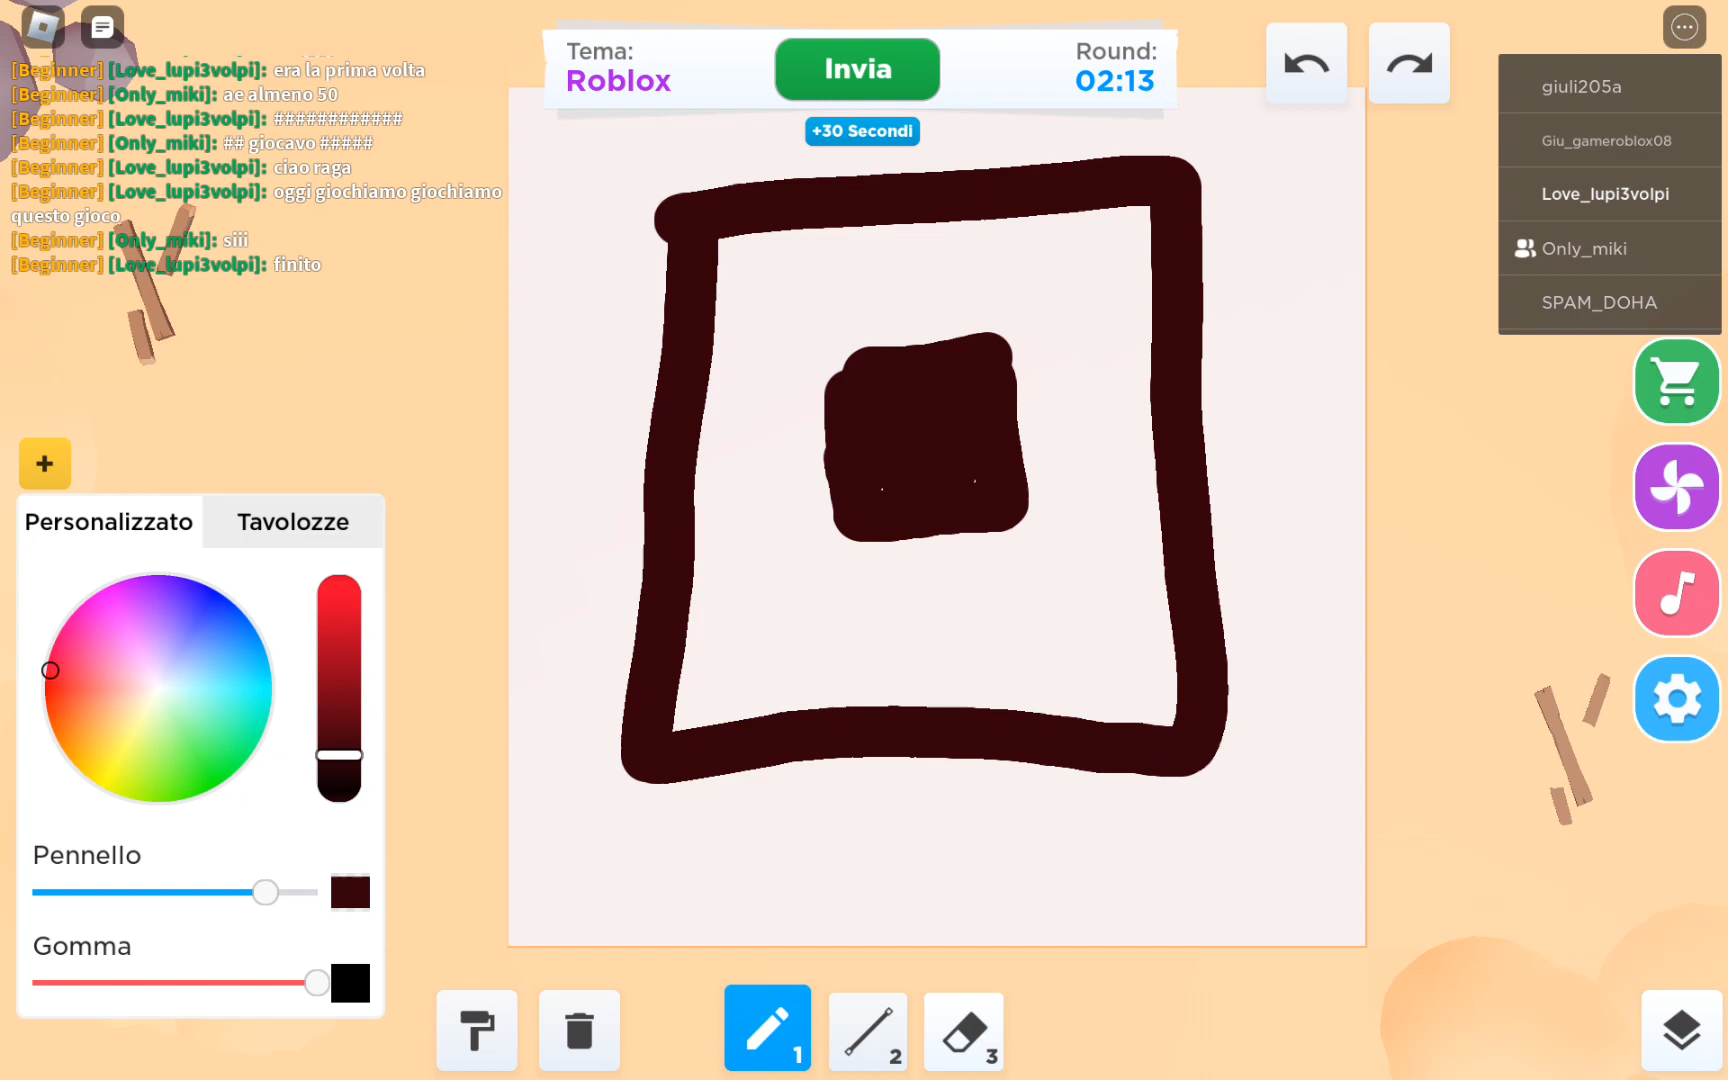 [Beginner] [Love_lupi3volpi]: era la prima volta
[Beginner] [Only_miki]: ae almeno 50
[Beginner] [Love_lupi3volpi]: ############
[Beginner] [Only_miki]: ## giocavo #####
[Beginner] [Love_lupi3volpi]: ciao raga
[Beginner] [Love_lupi3volpi]: oggi giochiamo giochiamo
questo gioco
[Beginner] [Only_miki]: siii
[Beginner] [Love_lupi3volpi]: finito
Tema:
Roblox
Invia
Round:
02:13
+30 Secondi
giuli205a
Giu_gameroblox08
Love_lupi3volpi
Only_miki
SPAM_DOHA
+
Personalizzato
Tavolozze
Pennello
Gomma
1
2
3